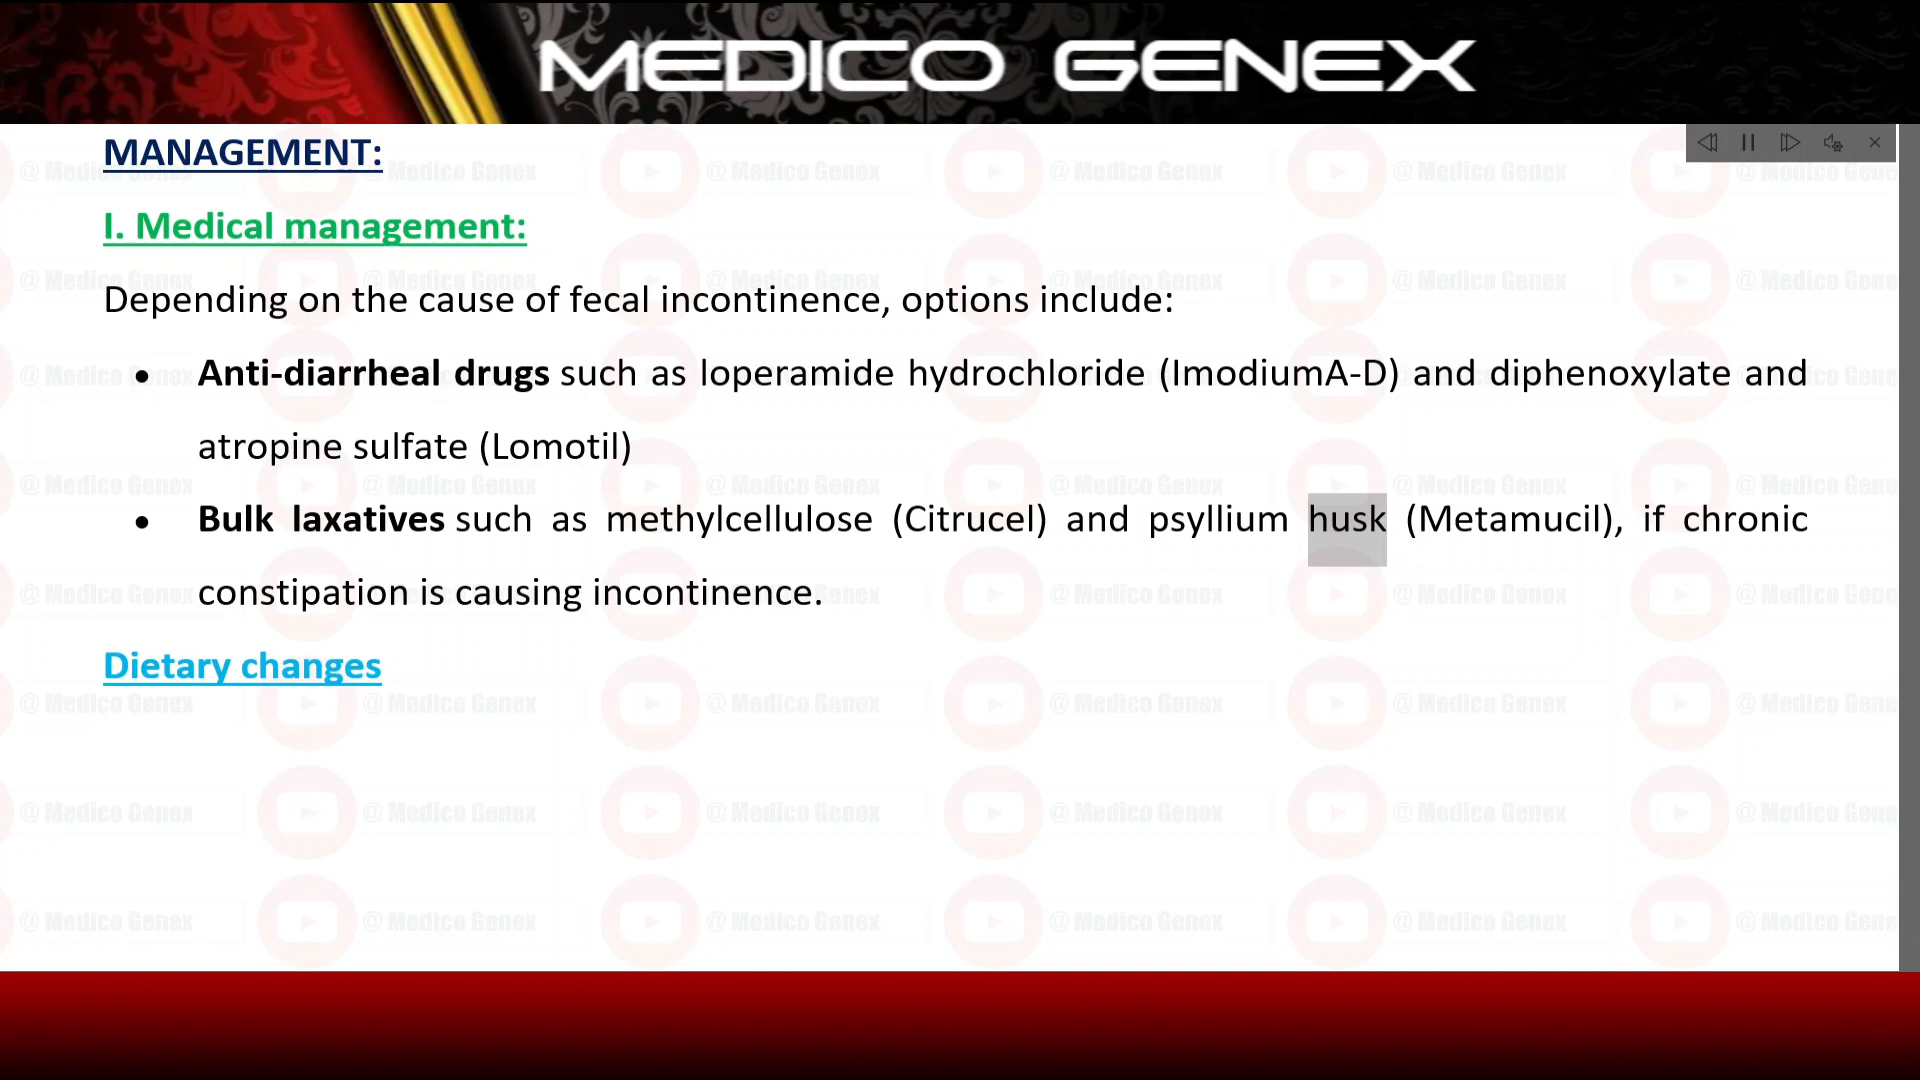 MEDICO GENEX
MANAGEMENT:
I. Medical management:
Depending on the cause of fecal incontinence, options include:
• Anti-diarrheal drugs such as loperamide hydrochloride (ImodiumA-D) and diphenoxylate and
atropine sulfate (Lomotil)
• Bulk laxatives such as methylcellulose (Citrucel) and psyllium husk (Metamucil), if chronic
constipation is causing incontinence.
Dietary changes
@ Medico Genex